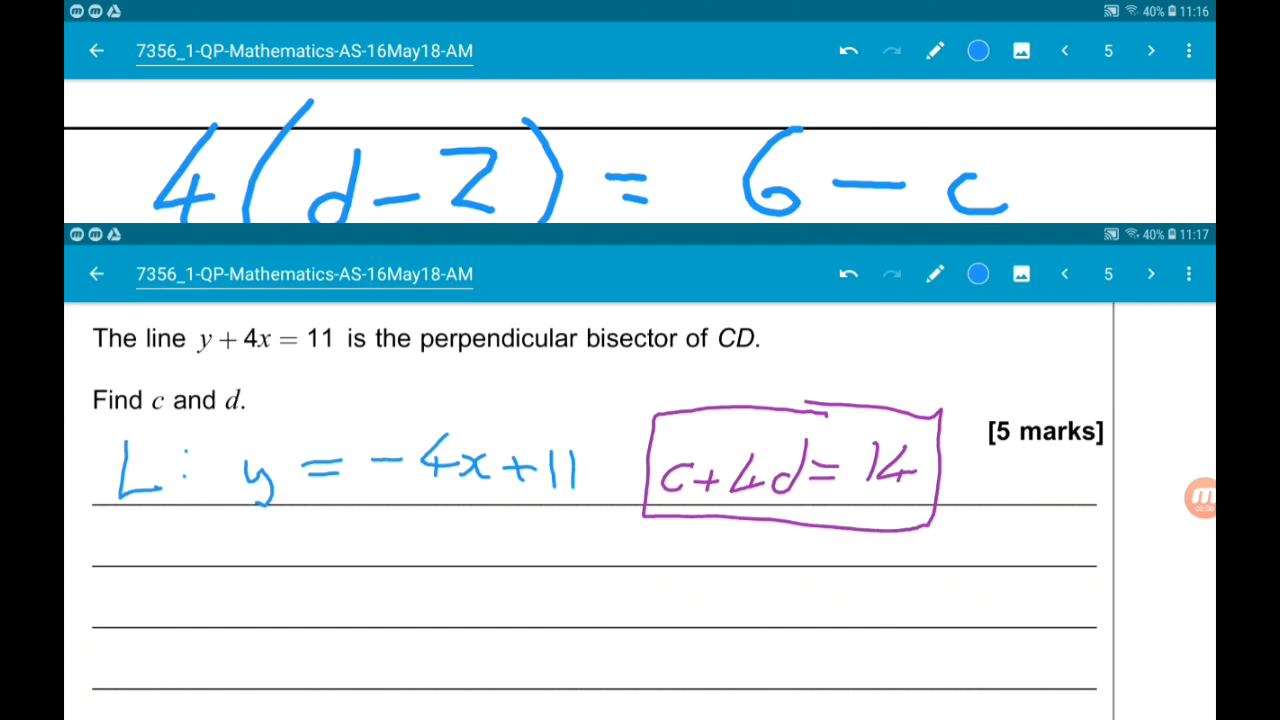 40% 11:16
7356_1-QP-Mathematics-AS-16May18-AM
5
4(d-2) = 6-c
40% 11:17
7356_1-QP-Mathematics-AS-16May18-AM
5
The line y + 4x = 11 is the perpendicular bisector of CD.
Find c and d.
[5 marks]
L: y = -4x+11
c+4d=14
00:00